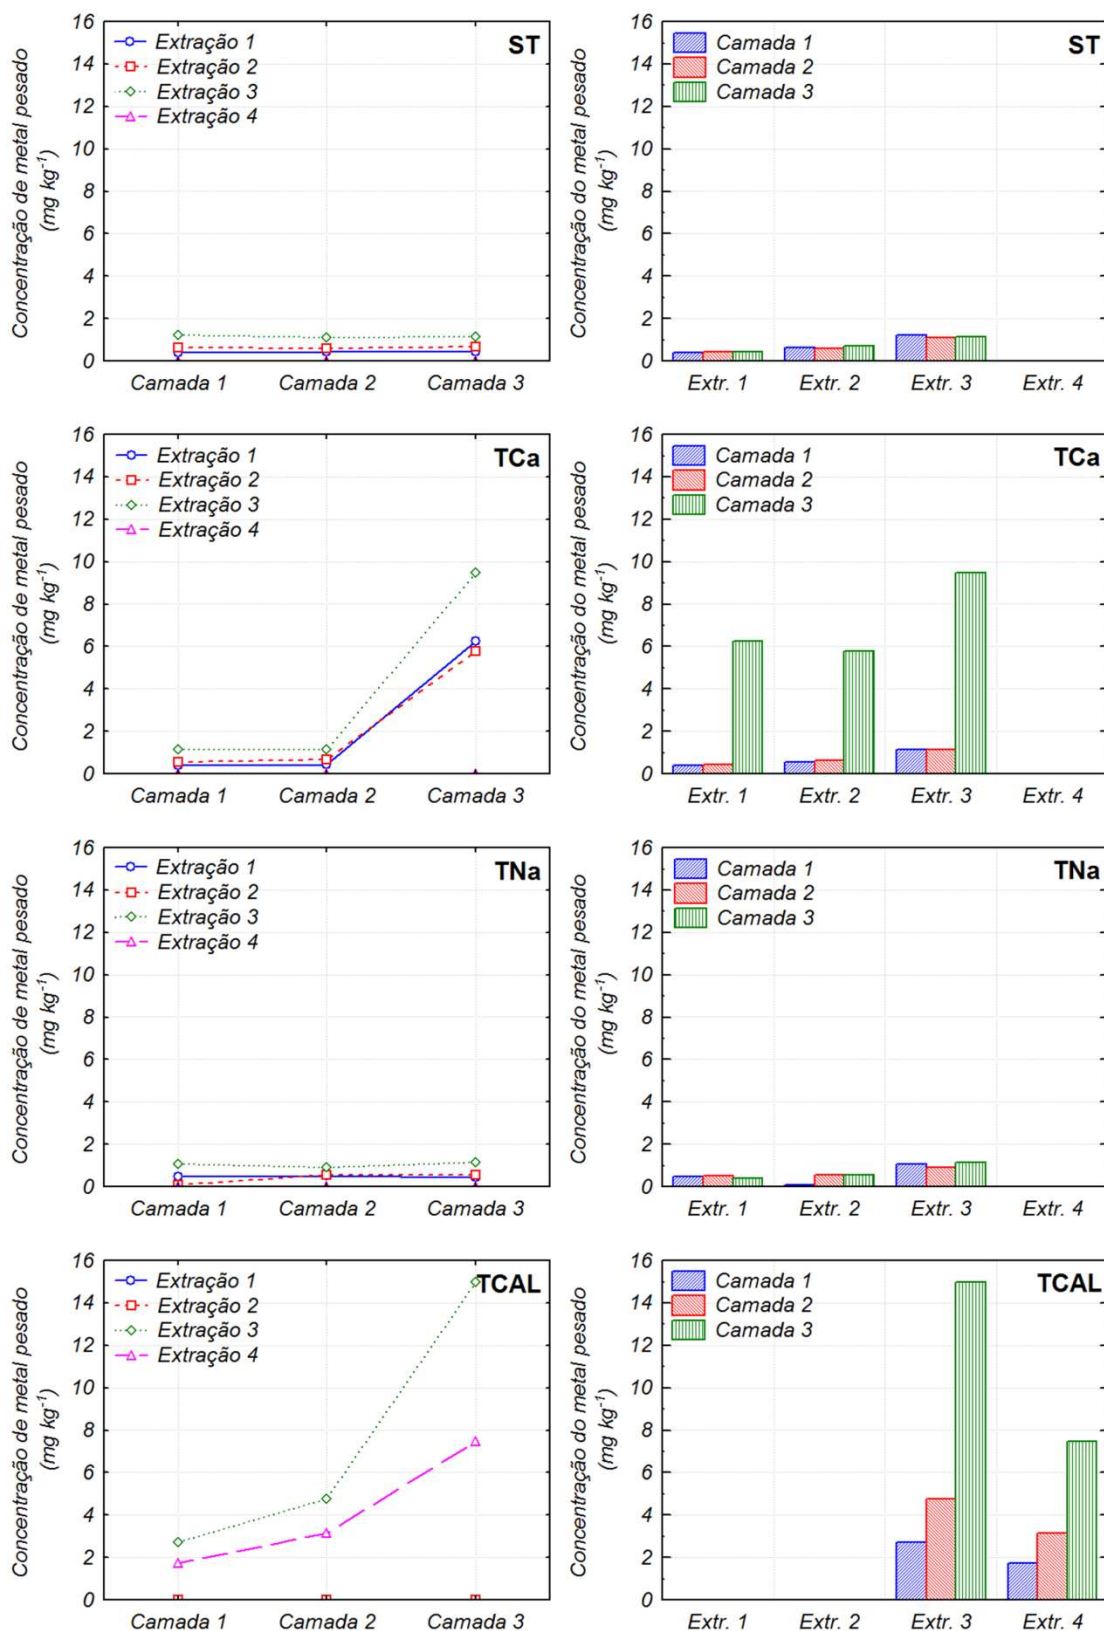 Concentração de metal pesado
(mg kg⁻¹)
16
14
12
10
8
6
4
2
0
Extração 1
Extração 2
Extração 3
Extração 4
ST
Camada 1
Camada 2
Camada 3
Concentração do metal pesado
(mg kg⁻¹)
16
14
12
10
8
6
4
2
0
Camada 1
Camada 2
Camada 3
ST
Extr. 1
Extr. 2
Extr. 3
Extr. 4
Concentração de metal pesado
(mg kg⁻¹)
16
14
12
10
8
6
4
2
0
Extração 1
Extração 2
Extração 3
Extração 4
TCa
Camada 1
Camada 2
Camada 3
Concentração do metal pesado
(mg kg⁻¹)
16
14
12
10
8
6
4
2
0
Camada 1
Camada 2
Camada 3
TCa
Extr. 1
Extr. 2
Extr. 3
Extr. 4
Concentração de metal pesado
(mg kg⁻¹)
16
14
12
10
8
6
4
2
0
Extração 1
Extração 2
Extração 3
Extração 4
TNa
Camada 1
Camada 2
Camada 3
Concentração do metal pesado
(mg kg⁻¹)
16
14
12
10
8
6
4
2
0
Camada 1
Camada 2
Camada 3
TNa
Extr. 1
Extr. 2
Extr. 3
Extr. 4
Concentração de metal pesado
(mg kg⁻¹)
16
14
12
10
8
6
4
2
0
Extração 1
Extração 2
Extração 3
Extração 4
TCAL
Camada 1
Camada 2
Camada 3
Concentração do metal pesado
(mg kg⁻¹)
16
14
12
10
8
6
4
2
0
Camada 1
Camada 2
Camada 3
TCAL
Extr. 1
Extr. 2
Extr. 3
Extr. 4